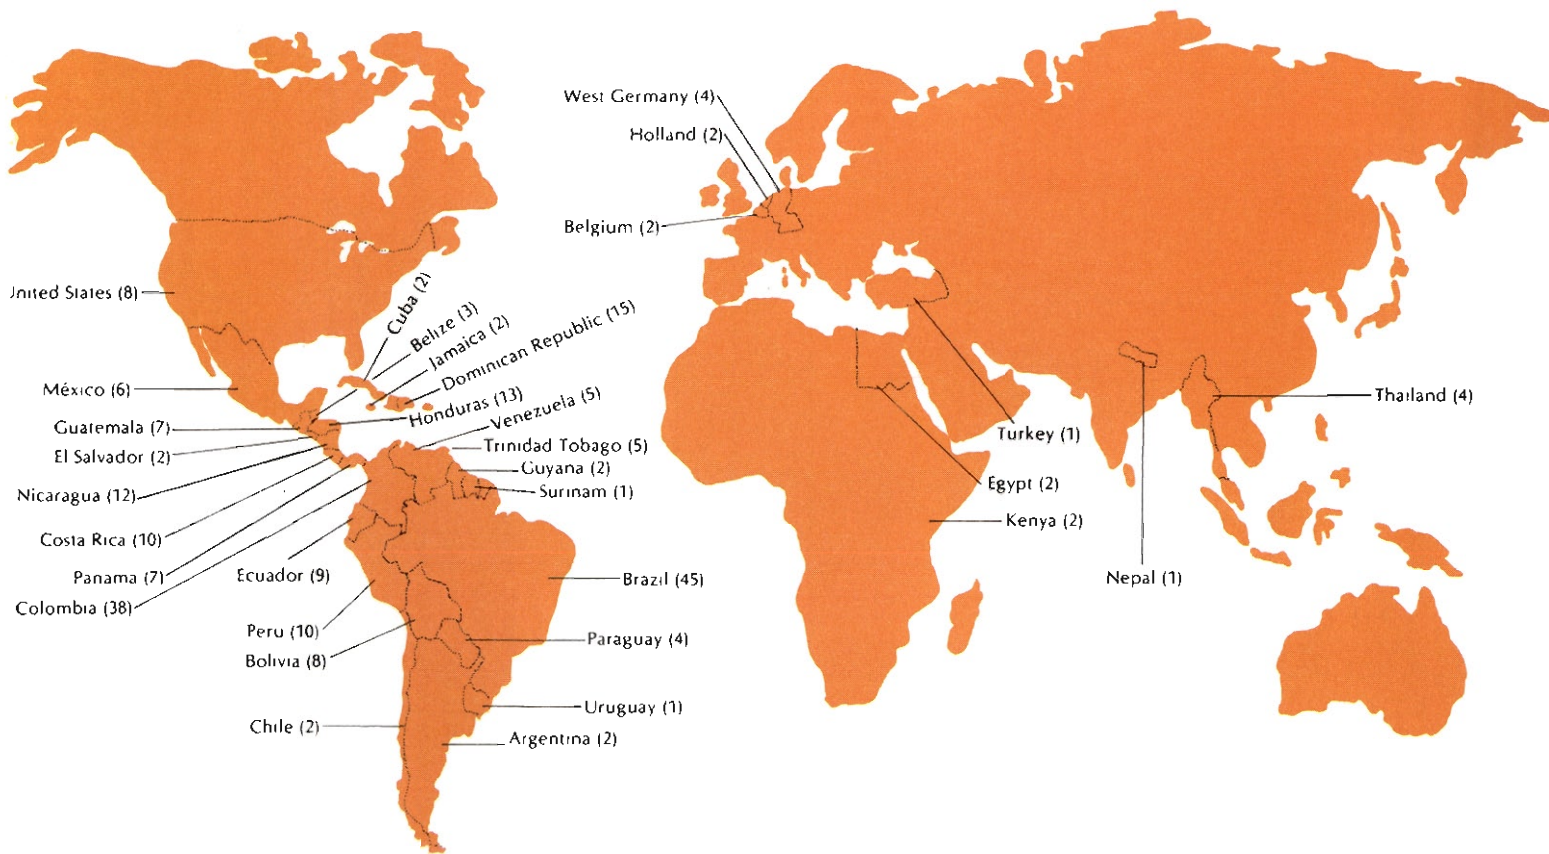 West Germany (4)
Holland (2)
Belgium (2)
United States (8)
Cuba (2)
Belize (3)
Jamaica (2)
Dominican Republic (15)
México (6)
Honduras (13)
Venezuela (5)
Guatemala (7)
El Salvador (2)
Trinidad Tobago (5)
Guyana (2)
Surinam (1)
Nicaragua (12)
Costa Rica (10)
Panama (7)
Colombia (38)
Ecuador (9)
Peru (10)
Bolivia (8)
Brazil (45)
Paraguay (4)
Uruguay (1)
Chile (2)
Argentina (2)
Thailand (4)
Turkey (1)
Egypt (2)
Kenya (2)
Nepal (1)